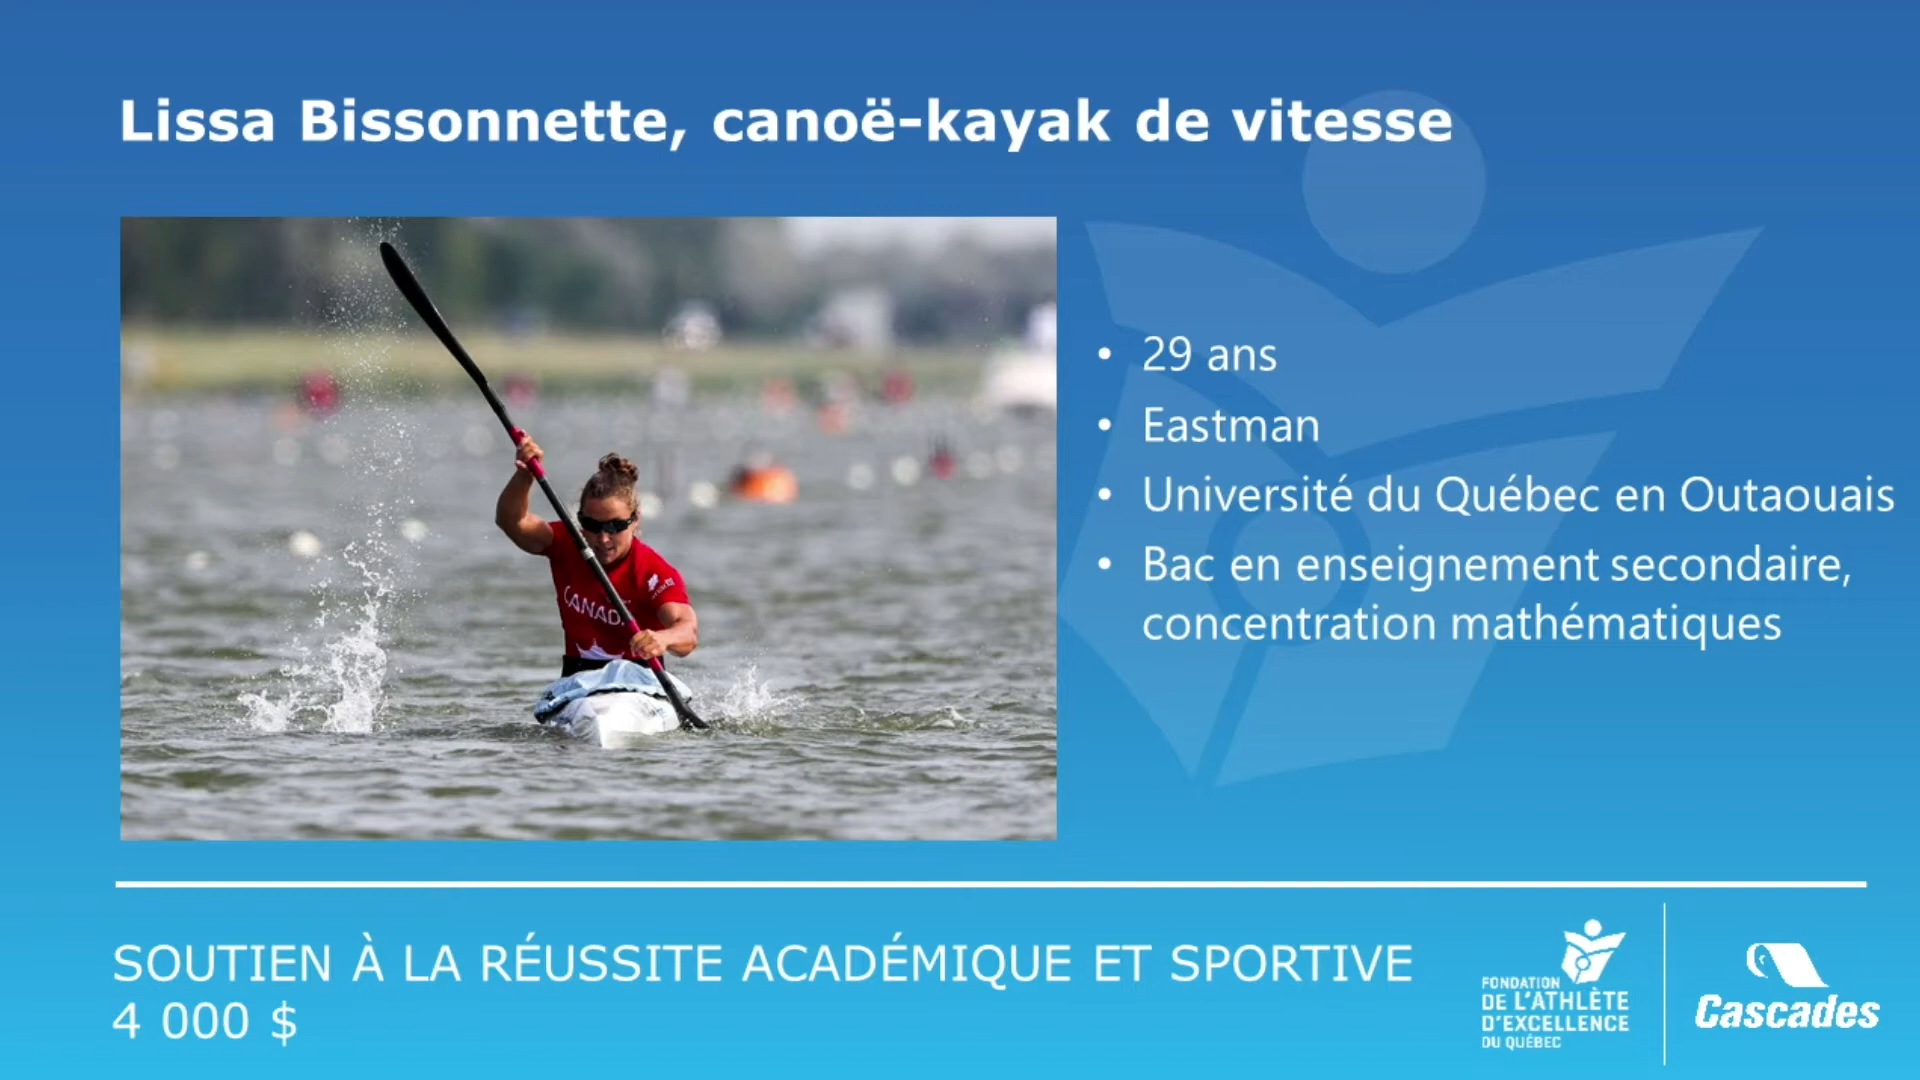 Lissa Bissonnette, canoë-kayak de vitesse
CANAD
• 29 ans
• Eastman
• Université du Québec en Outaouais
• Bac en enseignement secondaire,
concentration mathématiques
SOUTIEN À LA RÉUSSITE ACADÉMIQUE ET SPORTIVE
4 000 $
FONDATION
DE L'ATHLÈTE
D'EXCELLENCE
DU QUÉBEC
Cascades